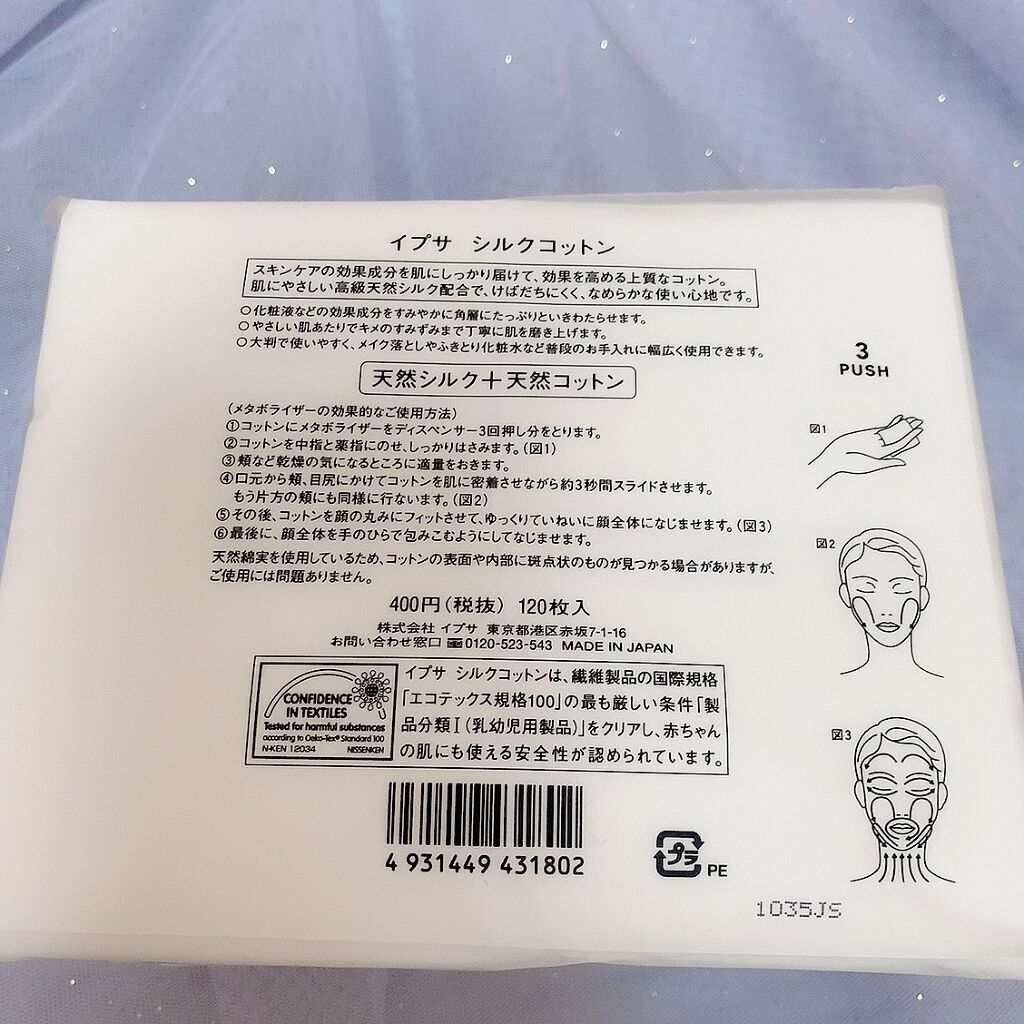 イプサ シルクコットン
スキンケアの効果成分を肌にしっかり届けて、効果を高める上質なコットン。
肌にやさしい高級天然シルク配合で、けばだちにくく、なめらかな使い心地です。
○化粧液などの効果成分をすみやかに角層にたっぷりといきわたらせます。
○やさしい肌あたりでキメのすみずみまで丁寧に肌を磨き上げます。
○大判で使いやすく、メイク落としやふきとり化粧水など普段のお手入れに幅広く使用できます。
天然シルク＋天然コットン
(メタボライザーの効果的なご使用方法)
①コットンにメタボライザーをディスペンサー3回押し分をとります。
②コットンを中指と薬指にのせ、しっかりはさみます。(図1)
③頬など乾燥の気になるところに適量をおきます。
④口元から頬、目尻にかけてコットンを肌に密着させながら約3秒間スライドさせます。
もう片方の頬にも同様に行ないます。(図2)
⑤その後、コットンを顔の丸みにフィットさせて、ゆっくりていねいに顔全体になじませます。(図3)
⑥最後に、顔全体を手のひらで包みこむようにしてなじませます。
天然綿実を使用しているため、コットンの表面や内部に斑点状のものが見つかる場合がありますが、
ご使用には問題ありません。
400円(税抜) 120枚入
株式会社 イプサ 東京都港区赤坂7-1-16
お問い合わせ窓口 0120-523-543 MADE IN JAPAN
CONFIDENCE
IN TEXTILES
Tested for harmful substances
according to Oeko-Tex® Standard 100
N-KEN 12034 NISSENKEN
イプサ シルクコットンは、繊維製品の国際規格
「エコテックス規格100」の最も厳しい条件「製
品分類Ⅰ(乳幼児用製品)」をクリアし、赤ちゃん
の肌にも使える安全性が認められています。
4 931449 431802
プラ
PE
1035JS
3
PUSH
図1
図2
図3